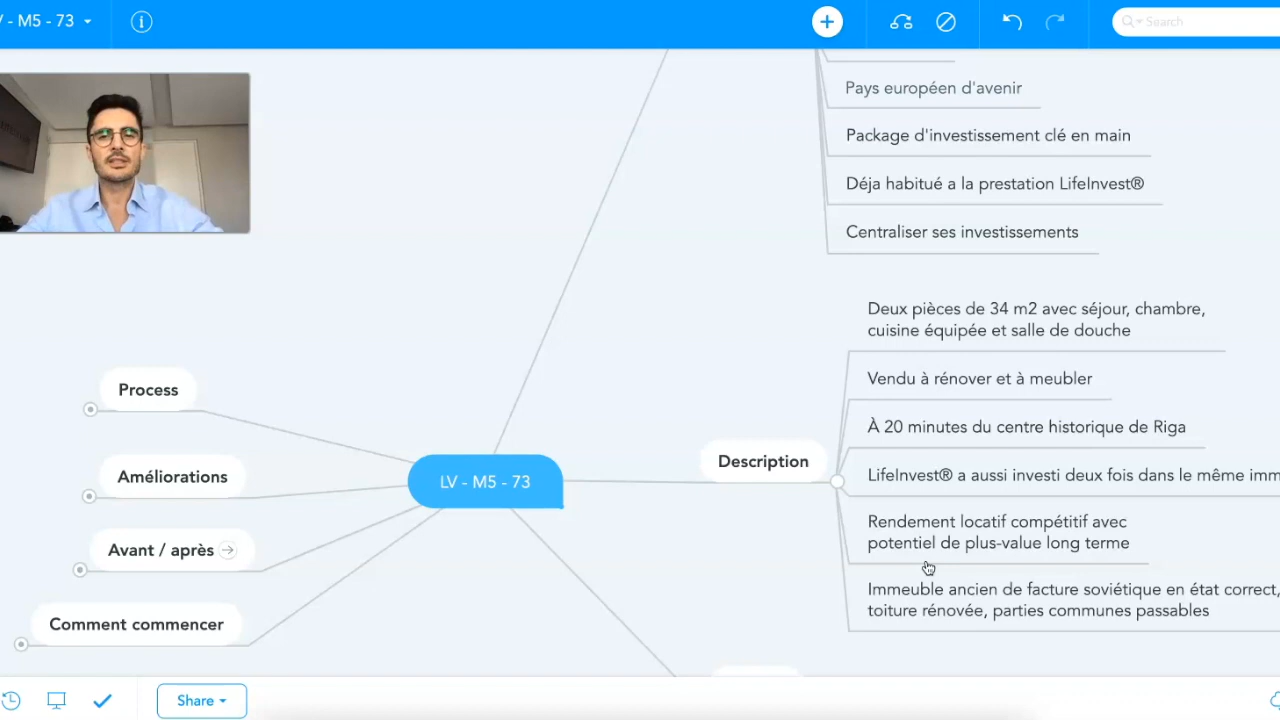 - M5 - 73
Search
Pays européen d'avenir
Package d'investissement clé en main
Déja habitué a la prestation LifeInvest®
Centraliser ses investissements
Deux pièces de 34 m2 avec séjour, chambre,
cuisine équipée et salle de douche
Vendu à rénover et à meubler
À 20 minutes du centre historique de Riga
LifeInvest® a aussi investi deux fois dans le même
Rendement locatif compétitif avec
potentiel de plus-value long terme
Immeuble ancien de facture soviétique en état correct,
toiture rénovée, parties communes passables
Description
LV - M5 - 73
Process
Améliorations
Avant / après
Comment commencer
Share